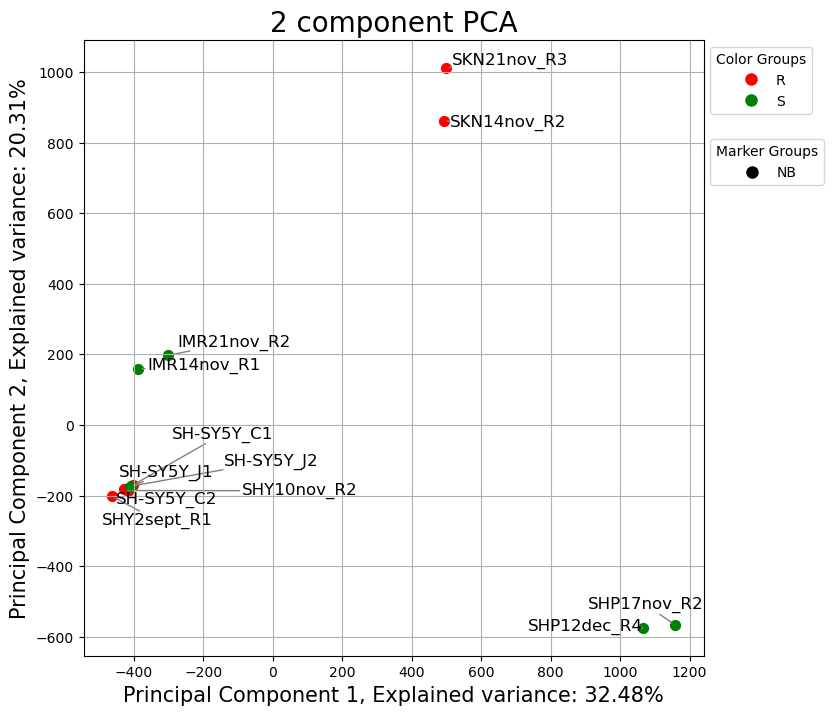 2 component PCA
Principal Component 2, Explained variance: 20.31%
1000
800
600
400
200
0
−200
−400
−600
SKN21nov_R3
SKN14nov_R2
IMR21nov_R2
IMR14nov_R1
SH-SY5Y_C1
SH-SY5Y_J2
SH-SY5Y_J1
SHY10nov_R2
SH-SY5Y_C2
SHY2sept_R1
SHP17nov_R2
SHP12dec_R4
−400
−200
0
200
400
600
800
1000
1200
Principal Component 1, Explained variance: 32.48%
Color Groups
R
S
Marker Groups
NB